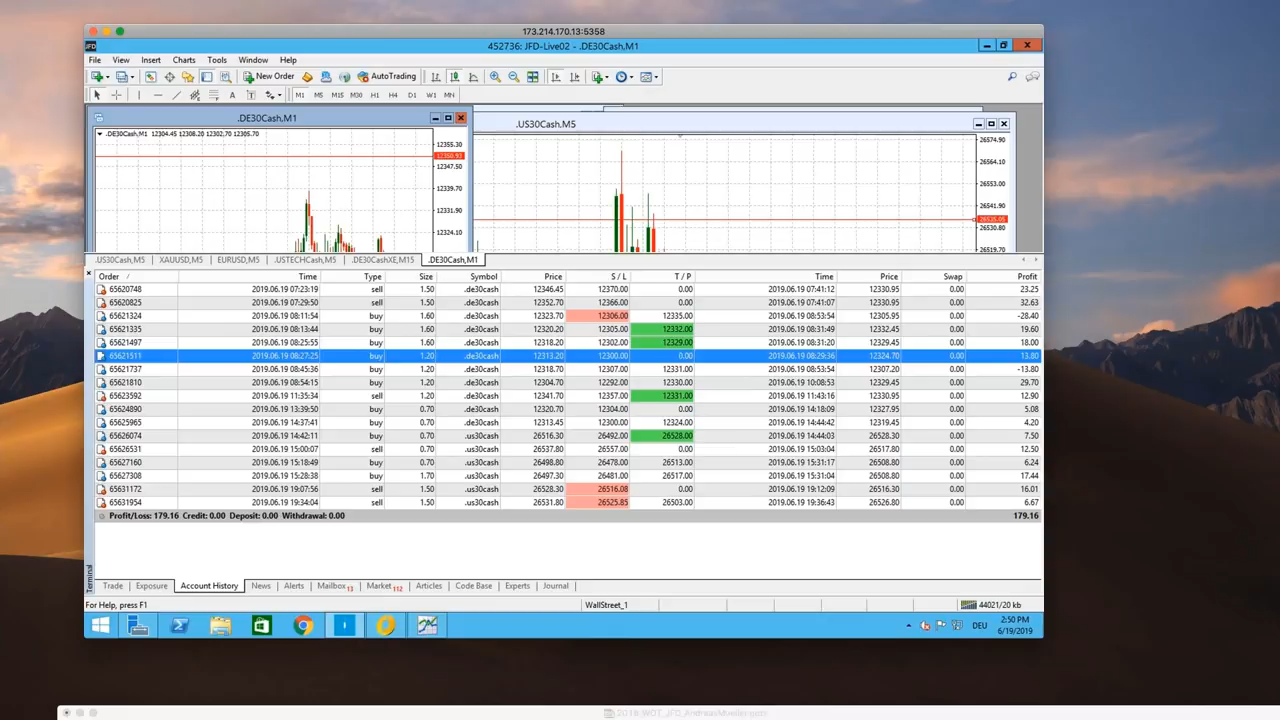 173.214.170.13:5358
452736: JFD-Live02 - .DE30Cash,M1
File View Insert Charts Tools Window Help
New Order AutoTrading
A T M1 M5 M15 M30 H1 H4 D1 W1 MN
.DE30Cash,M1
.US30Cash,M5
.DE30Cash,M1 12304.45 12308.20 12302.70 12305.70
12355.30
12350.93
12347.50
12339.70
12331.90
12324.10
26574.90
26564.10
26553.00
26541.90
26535.05
26530.80
26519.70
.US30Cash,M5 XAUUSD,M5 EURUSD,M5 .USTECHCash,M5 .DE30CashXE,M15 .DE30Cash,M1
Order Time Type Size Symbol Price S / L T / P Time Price Swap Profit
65620748 2019.06.19 07:23:19 sell 1.50 .de30cash 12346.45 12370.00 0.00 2019.06.19 07:41:12 12330.95 0.00 23.25
65620825 2019.06.19 07:29:50 sell 1.50 .de30cash 12352.70 12366.00 0.00 2019.06.19 07:41:07 12330.95 0.00 32.63
65621324 2019.06.19 08:11:54 buy 1.60 .de30cash 12323.70 12306.00 12335.00 2019.06.19 08:53:54 12305.95 0.00 -28.40
65621335 2019.06.19 08:13:44 buy 1.60 .de30cash 12320.20 12305.00 12332.00 2019.06.19 08:31:49 12332.45 0.00 19.60
65621497 2019.06.19 08:25:55 buy 1.60 .de30cash 12318.20 12302.00 12329.00 2019.06.19 08:31:20 12329.45 0.00 18.00
65621511 2019.06.19 08:27:25 buy 1.20 .de30cash 12313.20 12300.00 0.00 2019.06.19 08:29:36 12324.70 0.00 13.80
65621737 2019.06.19 08:45:36 buy 1.20 .de30cash 12318.70 12307.00 12331.00 2019.06.19 08:53:54 12307.20 0.00 -13.80
65621810 2019.06.19 08:54:15 buy 1.20 .de30cash 12304.70 12292.00 12330.00 2019.06.19 10:08:53 12329.45 0.00 29.70
65623592 2019.06.19 11:35:34 sell 1.20 .de30cash 12341.70 12357.00 12331.00 2019.06.19 11:43:16 12330.95 0.00 12.90
65624890 2019.06.19 13:39:50 buy 0.70 .de30cash 12320.70 12304.00 0.00 2019.06.19 14:18:09 12327.95 0.00 5.08
65625965 2019.06.19 14:37:41 buy 0.70 .de30cash 12313.45 12300.00 12324.00 2019.06.19 14:44:42 12319.45 0.00 4.20
65626074 2019.06.19 14:42:11 buy 0.70 .us30cash 26516.30 26492.00 26528.00 2019.06.19 14:44:03 26528.30 0.00 7.50
65626531 2019.06.19 15:00:07 sell 0.70 .us30cash 26537.80 26557.00 0.00 2019.06.19 15:03:04 26517.80 0.00 12.50
65627160 2019.06.19 15:18:49 buy 0.70 .us30cash 26498.80 26478.00 26513.00 2019.06.19 15:31:17 26508.80 0.00 6.24
65627308 2019.06.19 15:28:38 buy 1.70 .us30cash 26497.30 26481.00 26517.00 2019.06.19 15:31:21 26508.80 0.00 17.44
65631172 2019.06.19 19:07:56 sell 1.50 .us30cash 26528.30 26516.08 0.00 2019.06.19 19:12:09 26516.30 0.00 16.01
65631954 2019.06.19 19:34:04 sell 1.50 .us30cash 26531.80 26525.85 26503.00 2019.06.19 19:36:43 26526.80 0.00 6.67
Profit/Loss: 179.16 Credit: 0.00 Deposit: 0.00 Withdrawal: 0.00 179.16
Terminal
Trade Exposure Account History News Alerts Mailbox 13 Market 112 Articles Code Base Experts Journal
For Help, press F1 WallStreet_1 44021/20 kb
DEU 2:50 PM
6/19/2019